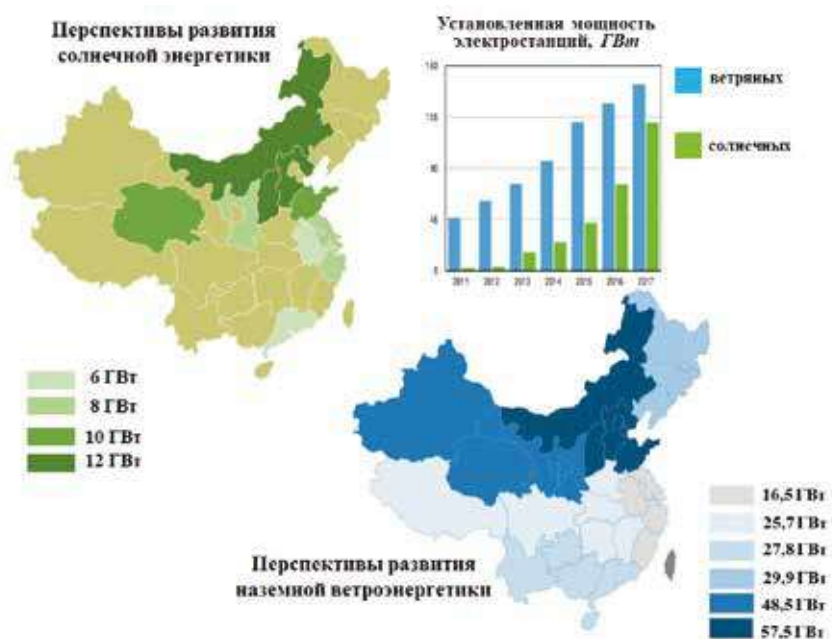 Перспективы развития
солнечной энергетики
Установленная мощность
электростанций, ГВт
ветряных
солнечных
2011 2012 2013 2014 2015 2016 2017
6 ГВт
8 ГВт
10 ГВт
12 ГВт
Перспективы развития
наземной ветроэнергетики
16,5 ГВт
25,7 ГВт
27,8 ГВт
29,9 ГВт
48,5 ГВт
57,5 ГВт